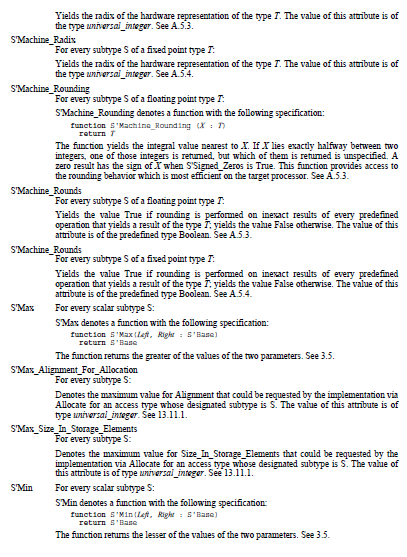 Yields the radix of the hardware representation of the type T. The value of this attribute is of
the type universal_integer. See A.5.3.
S'Machine_Radix
For every subtype S of a fixed point type T:
Yields the radix of the hardware representation of the type T. The value of this attribute is of
the type universal_integer. See A.5.4.
S'Machine_Rounding
For every subtype S of a floating point type T:
S'Machine_Rounding denotes a function with the following specification:
function S'Machine_Rounding (X : T)
return T
The function yields the integral value nearest to X. If X lies exactly halfway between two
integers, one of those integers is returned, but which of them is returned is unspecified. A
zero result has the sign of X when S'Signed_Zeros is True. This function provides access to
the rounding behavior which is most efficient on the target processor. See A.5.3.
S'Machine_Rounds
For every subtype S of a floating point type T:
Yields the value True if rounding is performed on inexact results of every predefined
operation that yields a result of the type T; yields the value False otherwise. The value of this
attribute is of the predefined type Boolean. See A.5.3.
S'Machine_Rounds
For every subtype S of a fixed point type T:
Yields the value True if rounding is performed on inexact results of every predefined
operation that yields a result of the type T; yields the value False otherwise. The value of this
attribute is of the predefined type Boolean. See A.5.4.
S'Max For every scalar subtype S:
S'Max denotes a function with the following specification:
function S'Max(Left, Right : S'Base)
return S'Base
The function returns the greater of the values of the two parameters. See 3.5.
S'Max_Alignment_For_Allocation
For every subtype S:
Denotes the maximum value for Alignment that could be requested by the implementation via
Allocate for an access type whose designated subtype is S. The value of this attribute is of
type universal_integer. See 13.11.1.
S'Max_Size_In_Storage_Elements
For every subtype S:
Denotes the maximum value for Size_In_Storage_Elements that could be requested by the
implementation via Allocate for an access type whose designated subtype is S. The value of
this attribute is of type universal_integer. See 13.11.1.
S'Min For every scalar subtype S:
S'Min denotes a function with the following specification:
function S'Min(Left, Right : S'Base)
return S'Base
The function returns the lesser of the values of the two parameters. See 3.5.